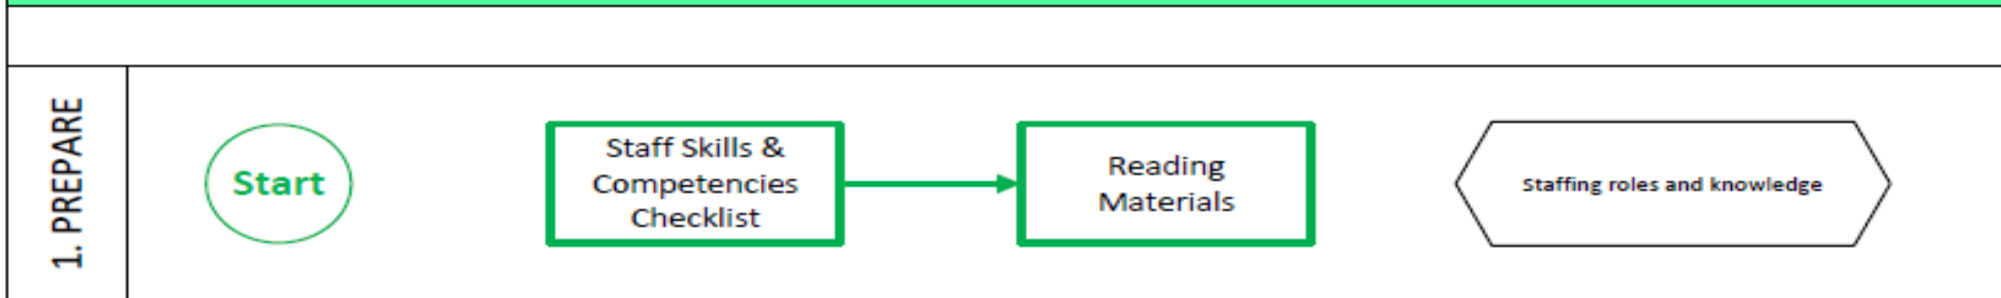 1. PREPARE
Start
Staff Skills &
Competencies
Checklist
Reading
Materials
Staffing roles and knowledge